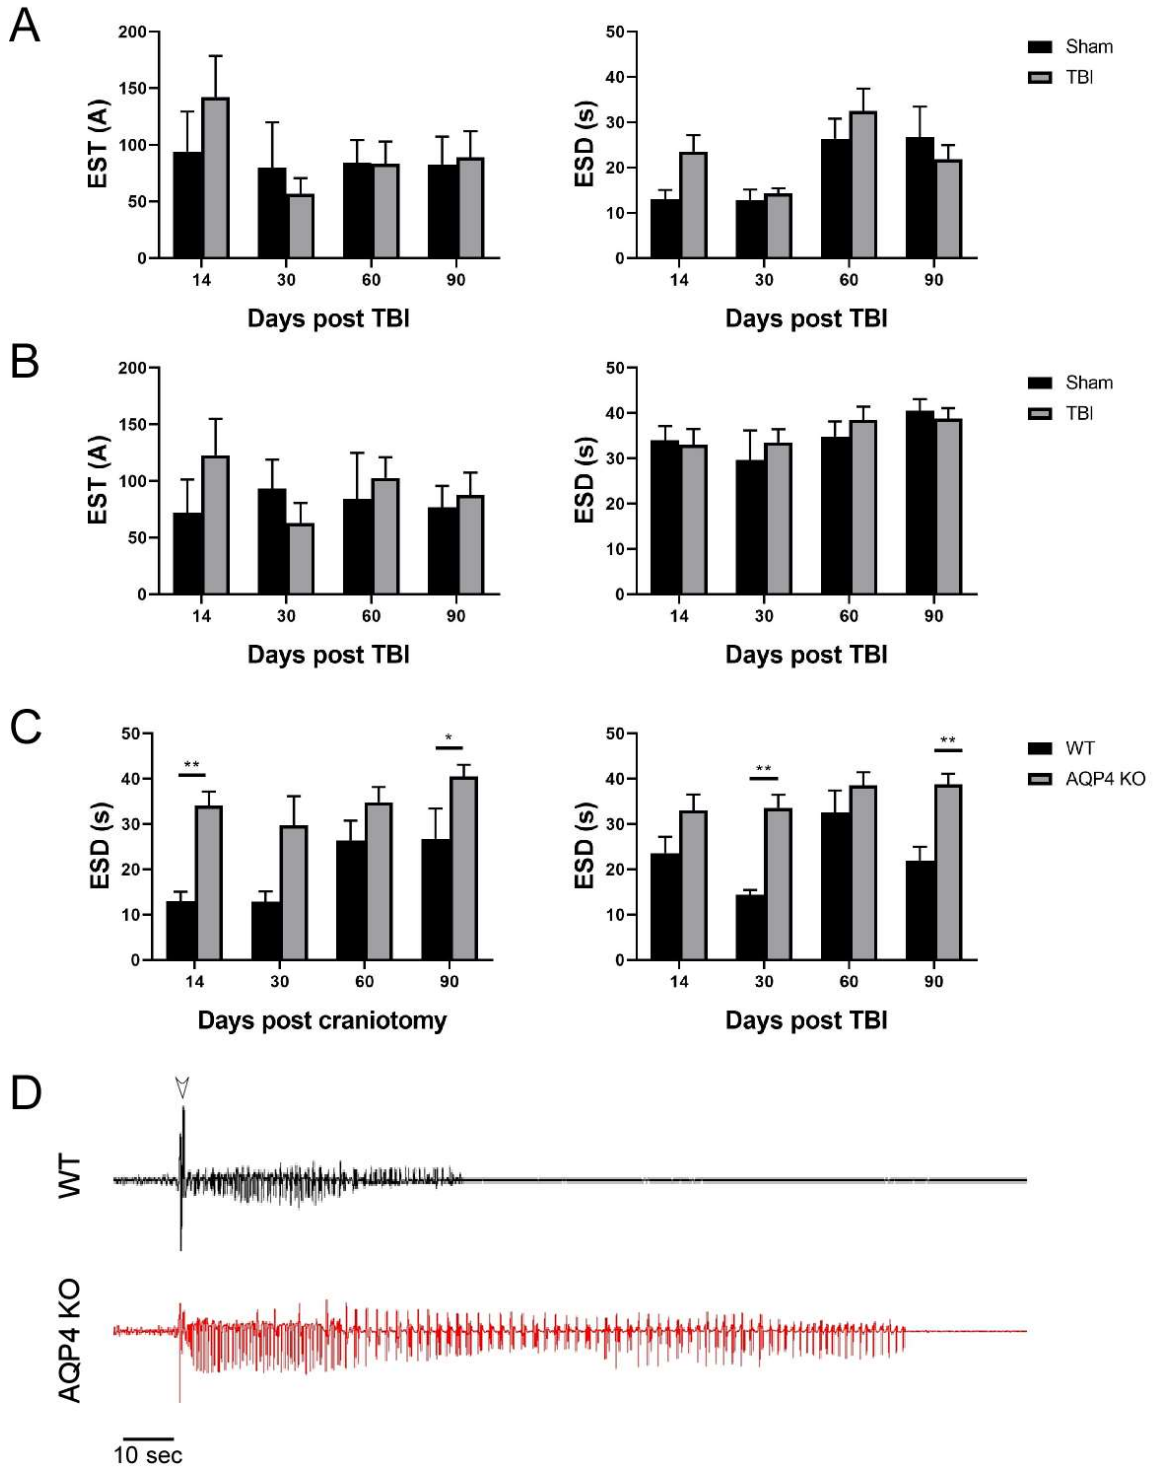 A
EST (A)
200
150
100
50
0
14 30 60 90
Days post TBI
ESD (s)
50
40
30
20
10
0
14 30 60 90
Days post TBI
Sham
TBI
B
EST (A)
200
150
100
50
0
14 30 60 90
Days post TBI
ESD (s)
50
40
30
20
10
0
14 30 60 90
Days post TBI
Sham
TBI
C
ESD (s)
50
40
30
20
10
0
**
*
14 30 60 90
Days post craniotomy
ESD (s)
50
40
30
20
10
0
**
**
14 30 60 90
Days post TBI
WT
AQP4 KO
D
WT
AQP4 KO
10 sec